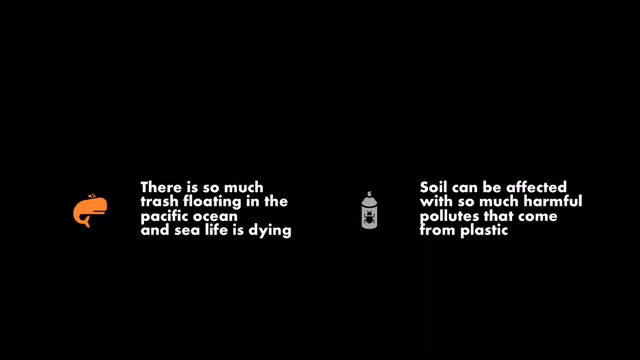 There is so much
trash floating in the
pacific ocean
and sea life is dying
Soil can be affected
with so much harmful
pollutes that come
from plastic